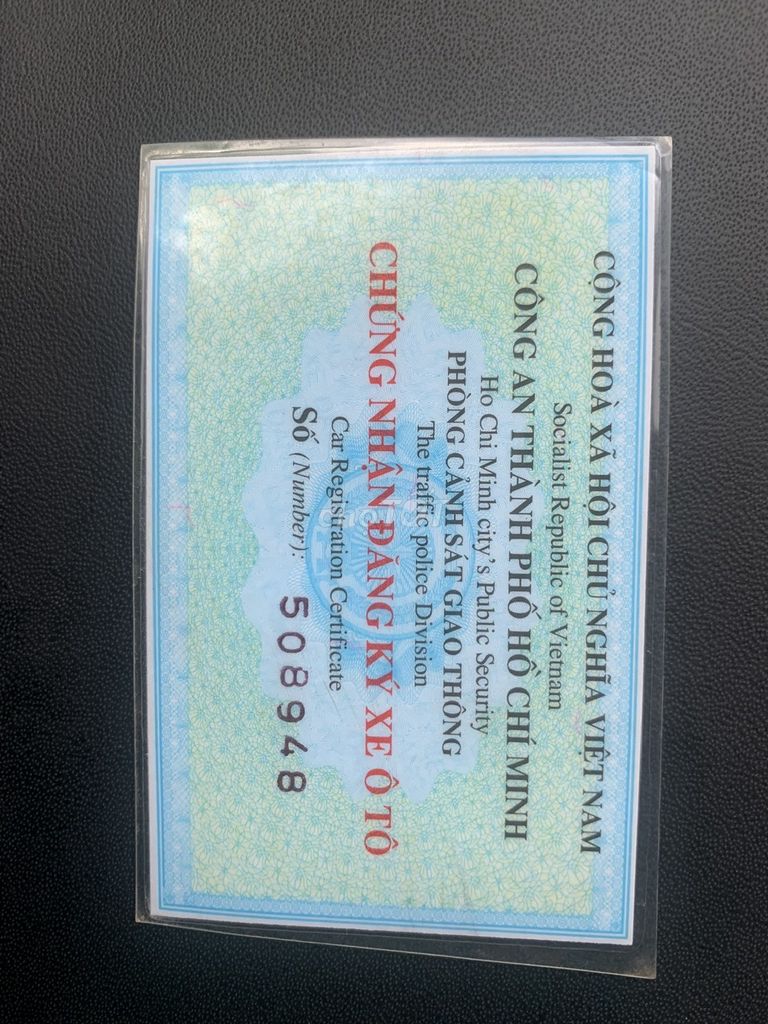 CỘNG HOÀ XÃ HỘI CHỦ NGHĨA VIỆT NAM
Socialist Republic of Vietnam
CÔNG AN THÀNH PHỐ HỒ CHÍ MINH
Ho Chi Minh city's Public Security
PHÒNG CẢNH SÁT GIAO THÔNG
The traffic police Division
CHỨNG NHẬN ĐĂNG KÝ XE Ô TÔ
Car Registration Certificate
Số (Number): 508948